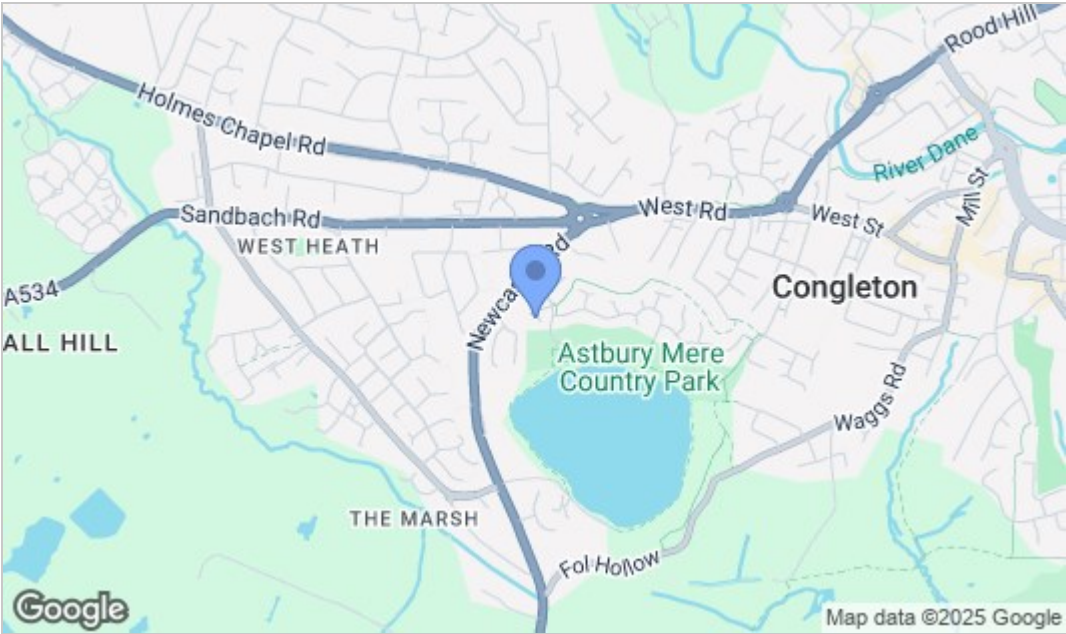 Rood Hill
Holmes Chapel Rd
River Dane
Mill St
Sandbach Rd
West Rd
West St
WEST HEATH
Rd
A534
Congleton
ALL HILL
Astbury Mere
Country Park
Waggs Rd
THE MARSH
Fol Hollow
Google
Map data ©2025 Google